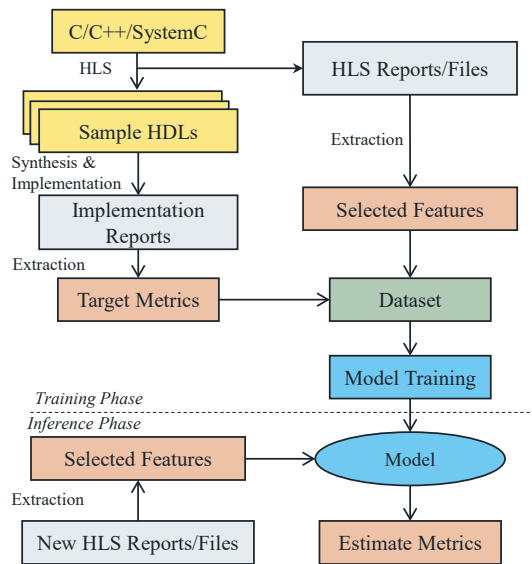 C/C++/SystemC
HLS
HLS Reports/Files
Sample HDLs
Extraction
Synthesis &
Implementation
Implementation
Reports
Selected Features
Extraction
Target Metrics
Dataset
Model Training
Training Phase
Inference Phase
Selected Features
Model
Extraction
New HLS Reports/Files
Estimate Metrics